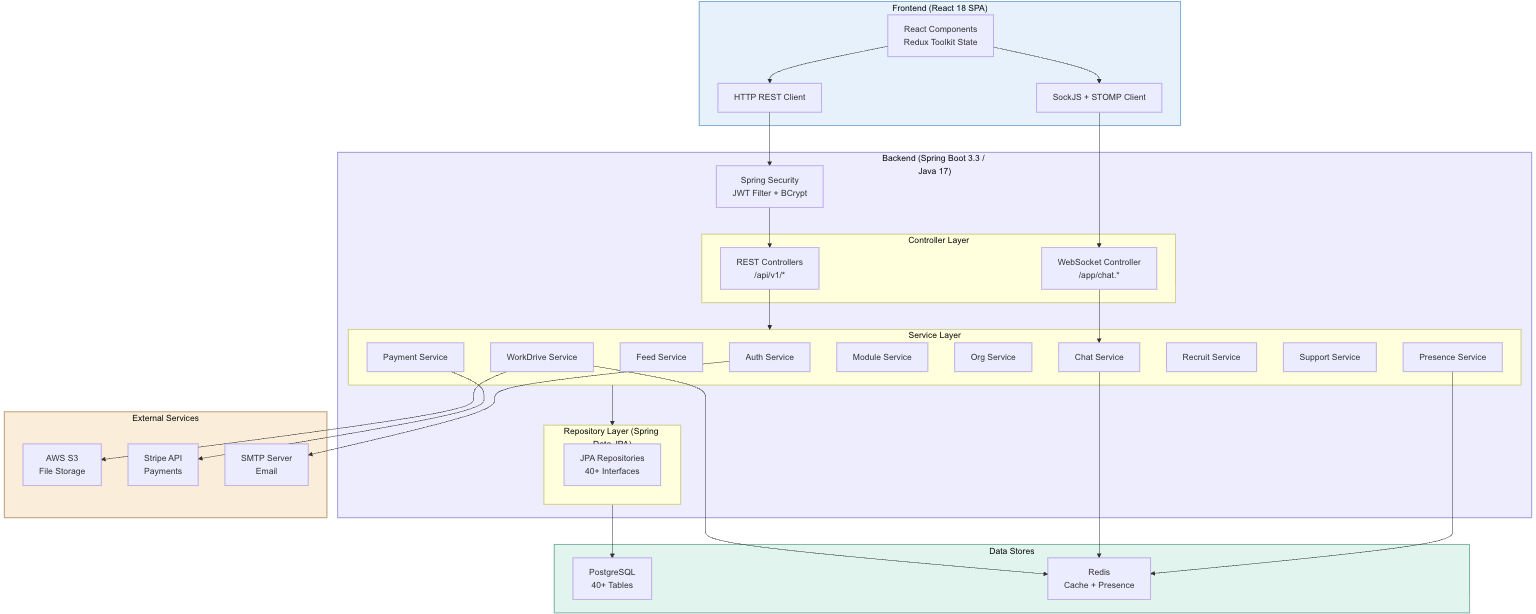 Frontend (React 18 SPA)
React Components
Redux Toolkit State
HTTP REST Client
SockJS + STOMP Client
Backend (Spring Boot 3.3 /
Java 17)
Spring Security
JWT Filter + BCrypt
Controller Layer
REST Controllers
/api/v1/*
WebSocket Controller
/app/chat.*
Service Layer
Payment Service
WorkDrive Service
Feed Service
Auth Service
Module Service
Org Service
Chat Service
Recruit Service
Support Service
Presence Service
External Services
AWS S3
File Storage
Stripe API
Payments
SMTP Server
Email
Repository Layer (Spring
Data JPA)
JPA Repositories
40+ Interfaces
Data Stores
PostgreSQL
40+ Tables
Redis
Cache + Presence